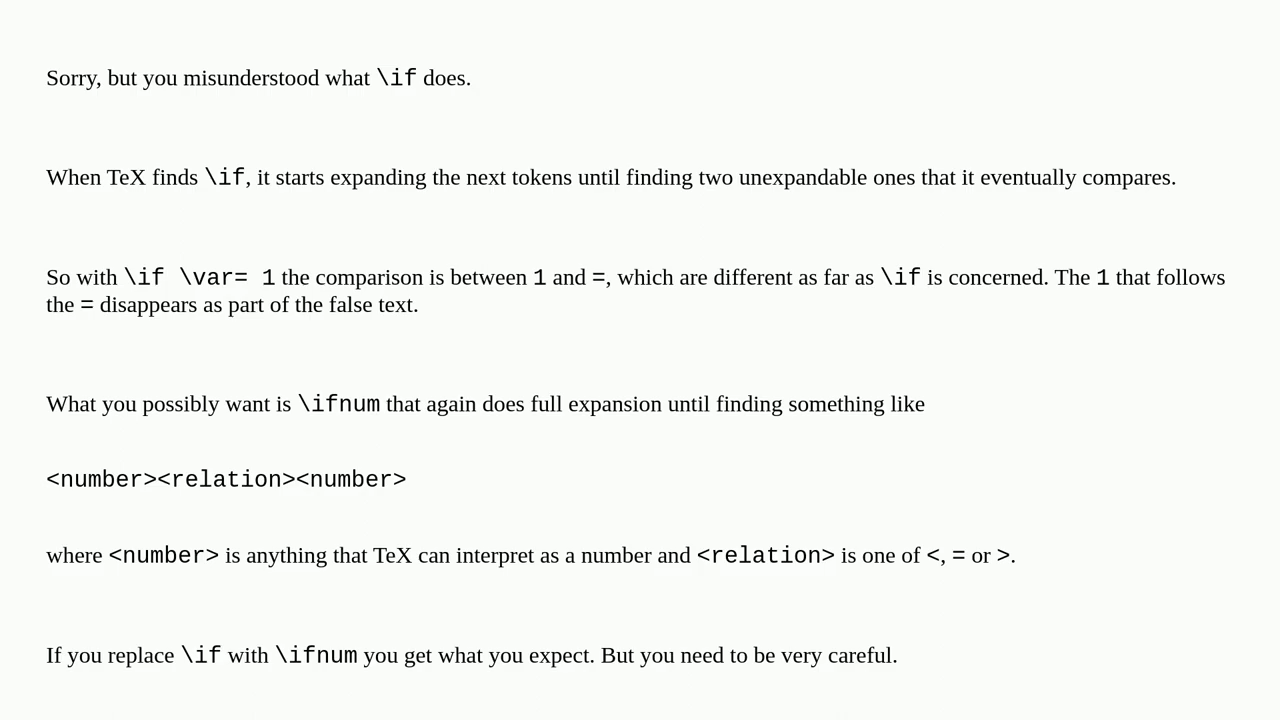 Sorry, but you misunderstood what \if does.
When TeX finds \if, it starts expanding the next tokens until finding two unexpandable ones that it eventually compares.
So with \if \var= 1 the comparison is between 1 and =, which are different as far as \if is concerned. The 1 that follows
the = disappears as part of the false text.
What you possibly want is \ifnum that again does full expansion until finding something like
<number><relation><number>
where <number> is anything that TeX can interpret as a number and <relation> is one of <, = or >.
If you replace \if with \ifnum you get what you expect. But you need to be very careful.